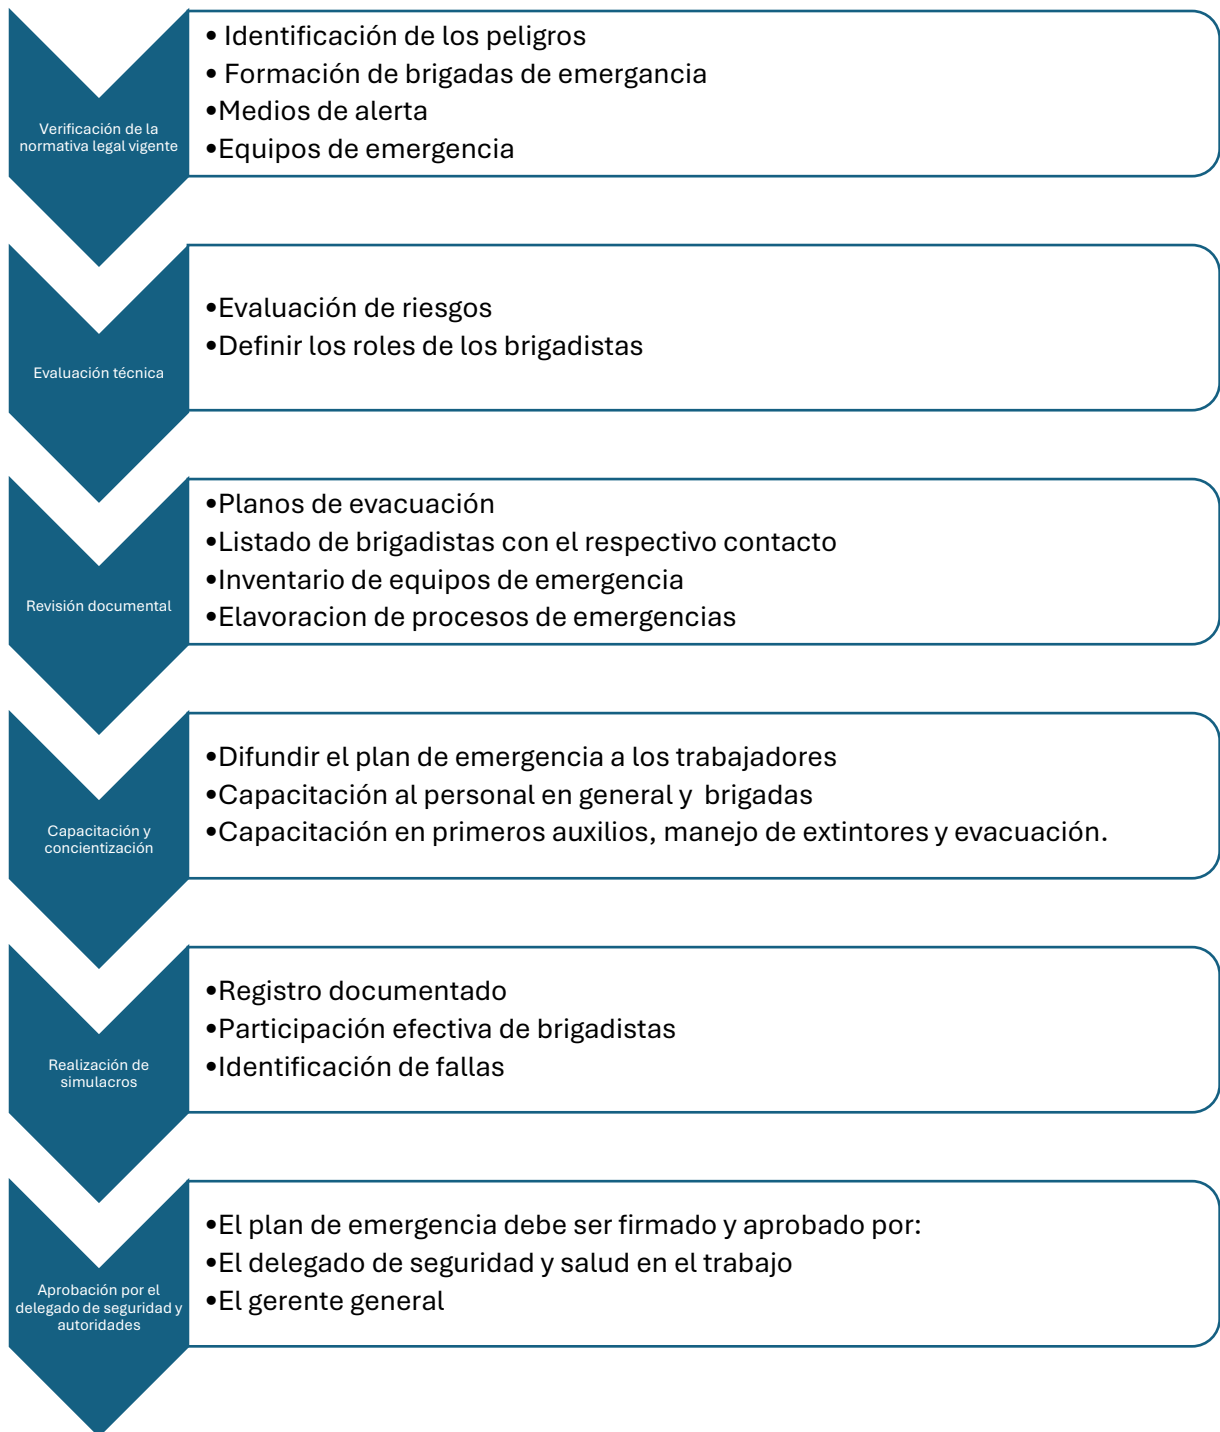 Verificación de la
normativa legal vigente
• Identificación de los peligros
• Formación de brigadas de emergancia
•Medios de alerta
•Equipos de emergencia
Evaluación técnica
•Evaluación de riesgos
•Definir los roles de los brigadistas
Revisión documental
•Planos de evacuación
•Listado de brigadistas con el respectivo contacto
•Inventario de equipos de emergencia
•Elavoracion de procesos de emergencias
Capacitación y
concientización
•Difundir el plan de emergencia a los trabajadores
•Capacitación al personal en general y  brigadas
•Capacitación en primeros auxilios, manejo de extintores y evacuación.
Realización de
simulacros
•Registro documentado
•Participación efectiva de brigadistas
•Identificación de fallas
Aprobación por el
delegado de seguridad y
autoridades
•El plan de emergencia debe ser firmado y aprobado por:
•El delegado de seguridad y salud en el trabajo
•El gerente general